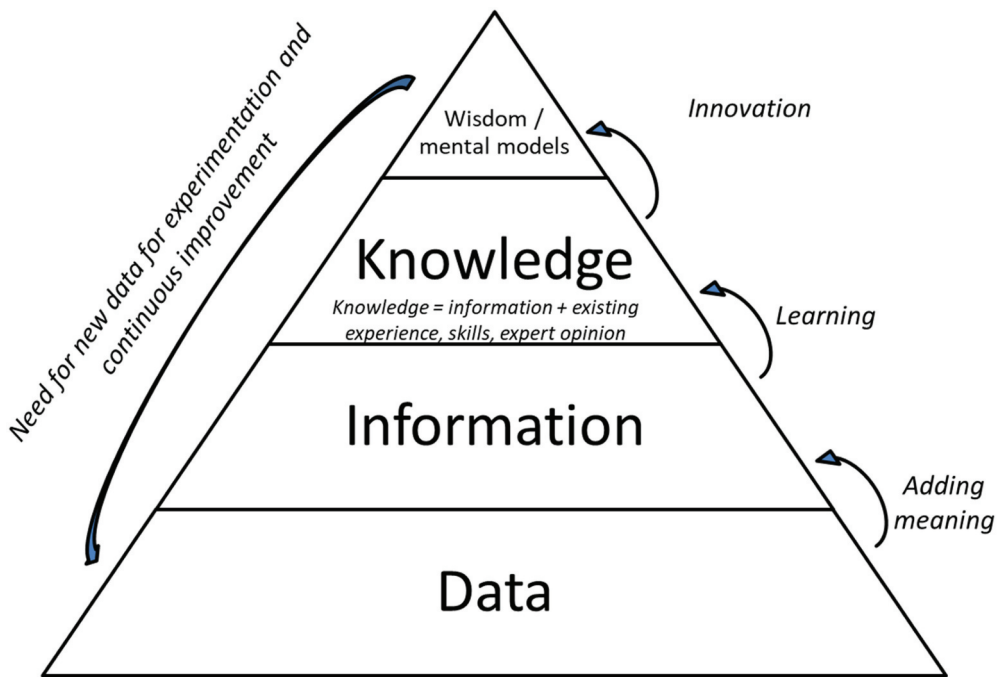 Need for new data for experimentation and
continuous improvement
Wisdom /
mental models
Innovation
Knowledge
Knowledge = information + existing
experience, skills, expert opinion
Learning
Information
Adding
meaning
Data